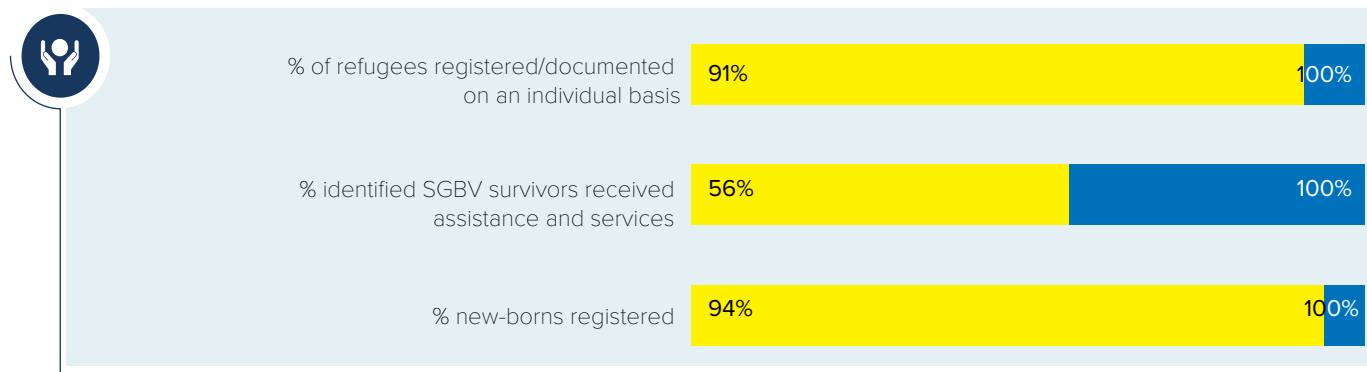 % of refugees registered/documented
on an individual basis
91%
100%
% identified SGBV survivors received
assistance and services
56%
100%
% new-borns registered
94%
100%